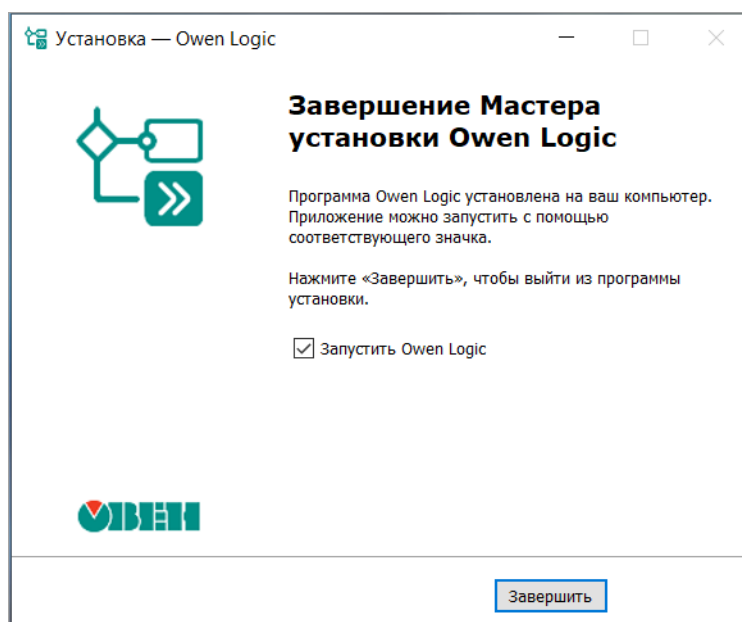 Установка — Owen Logic
Завершение Мастера
установки Owen Logic
Программа Owen Logic установлена на ваш компьютер.
Приложение можно запустить с помощью
соответствующего значка.
Нажмите «Завершить», чтобы выйти из программы
установки.
Запустить Owen Logic
ОВЕН
Завершить